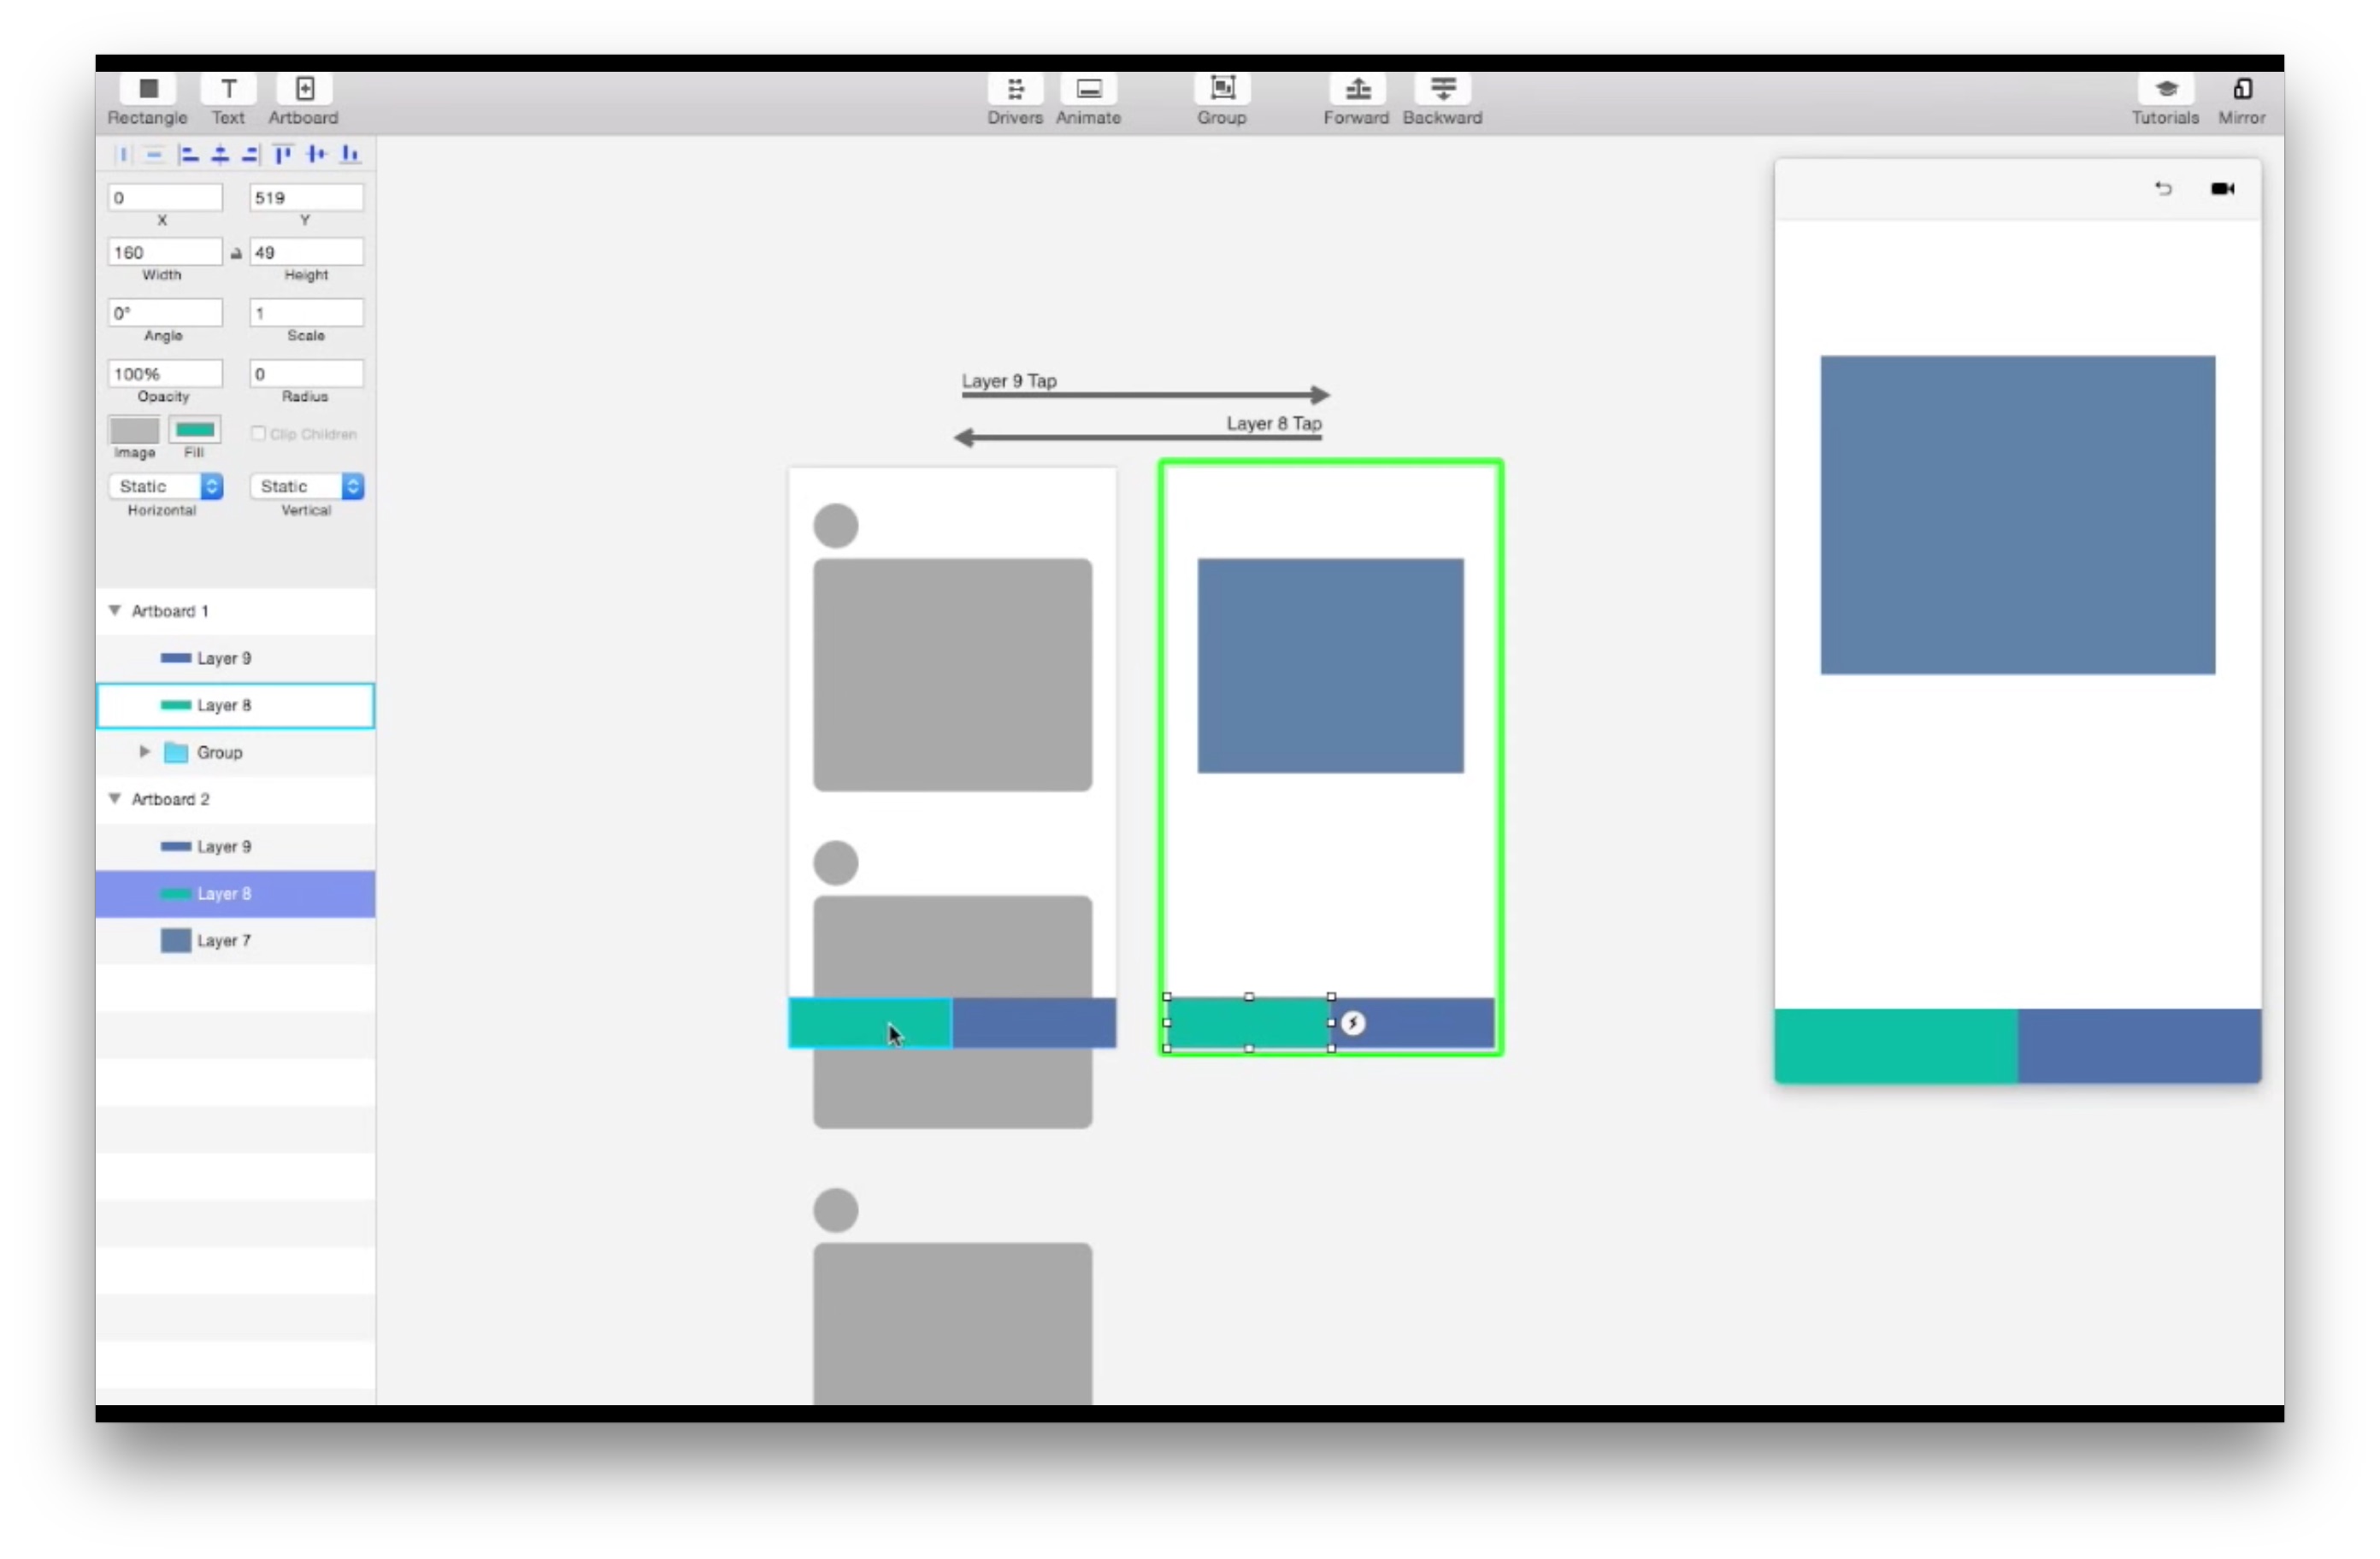 Rectangle Text Artboard Drivers Animate Group Forward Backward Tutorials Mirror
0 519
X Y
160 49
Width Height
0° 1
Angle Scale
100% 0
Opacity Radius
Clip Children
Image Fill
Static Static
Horizontal Vertical
Artboard 1
Layer 9
Layer 8
Group
Artboard 2
Layer 9
Layer 8
Layer 7
Layer 9 Tap
Layer 8 Tap